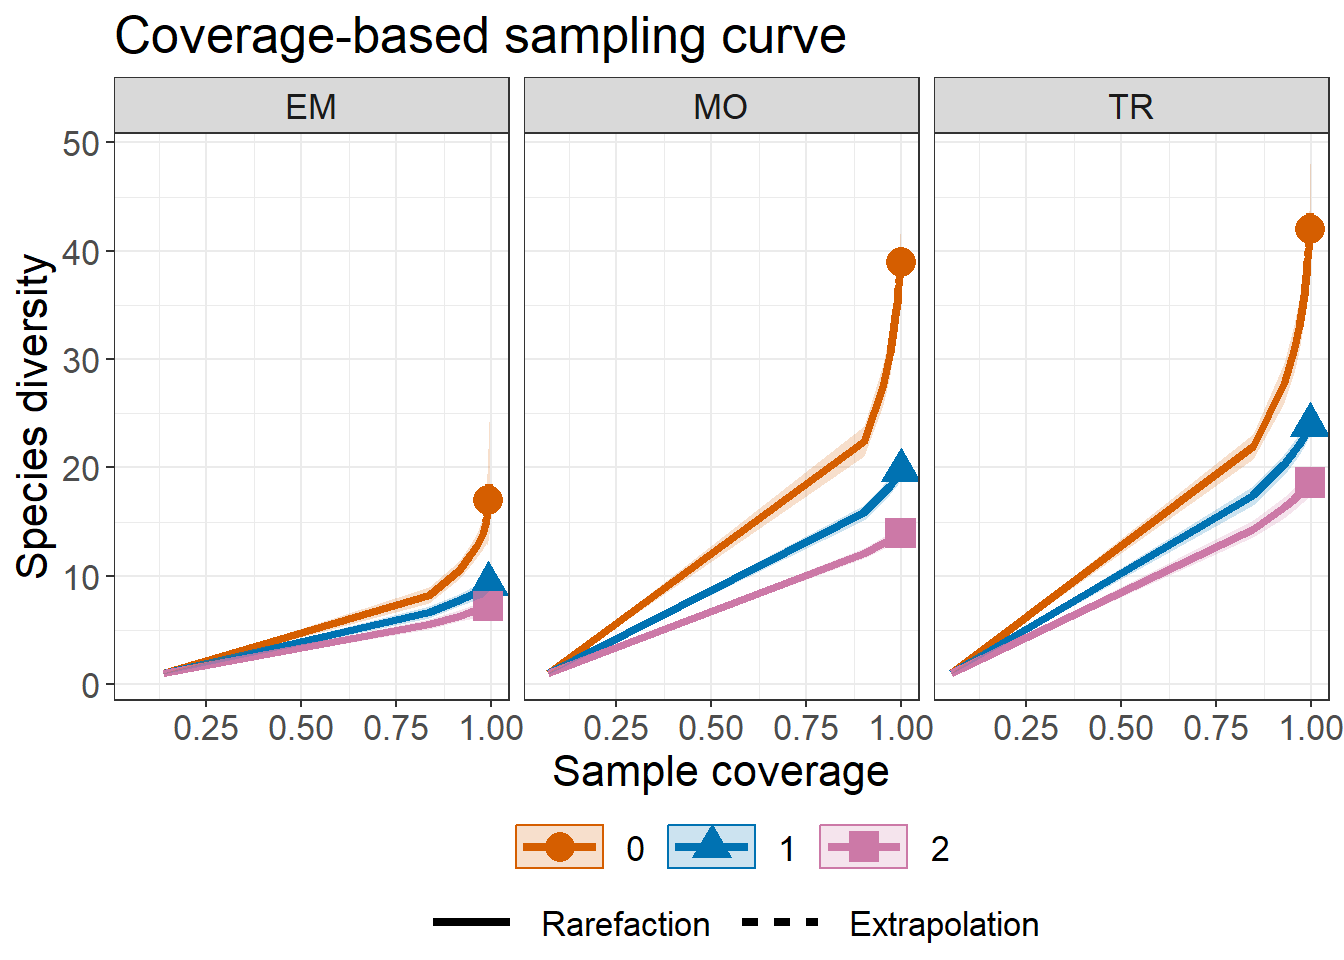 Coverage-based sampling curve
EM MO TR
50
40
30
20
10
0
Species diversity
0.25 0.50 0.75 1.00 0.25 0.50 0.75 1.00 0.25 0.50 0.75 1.00
Sample coverage
0 1 2
Rarefaction Extrapolation